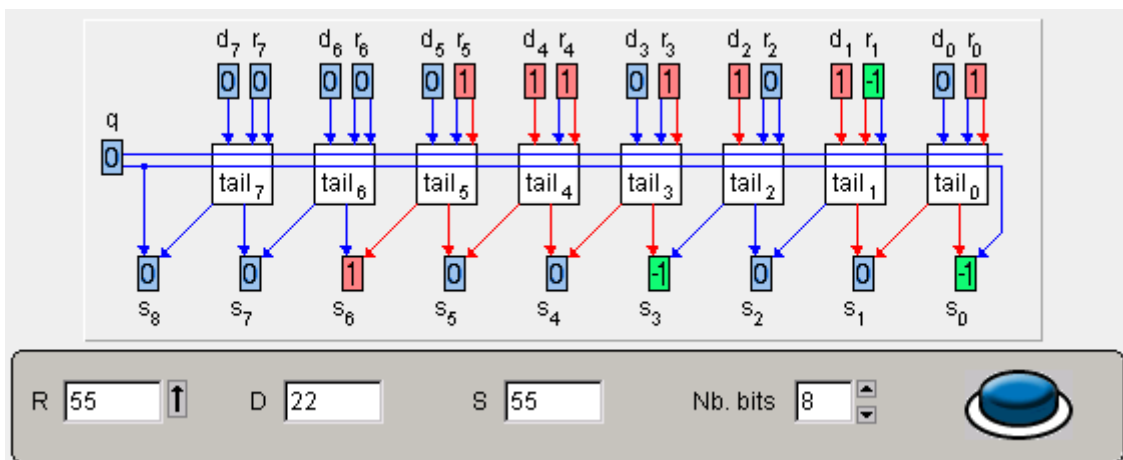 d7 r7 d6 r6 d5 r5 d4 r4 d3 r3 d2 r2 d1 r1 d0 r0
0 0 0 0 0 1 1 1 0 1 1 0 1 -1 0 1
q
0
tail7 tail6 tail5 tail4 tail3 tail2 tail1 tail0
0 0 1 0 0 -1 0 0 -1
s8 s7 s6 s5 s4 s3 s2 s1 s0
R 55 D 22 S 55 Nb. bits 8